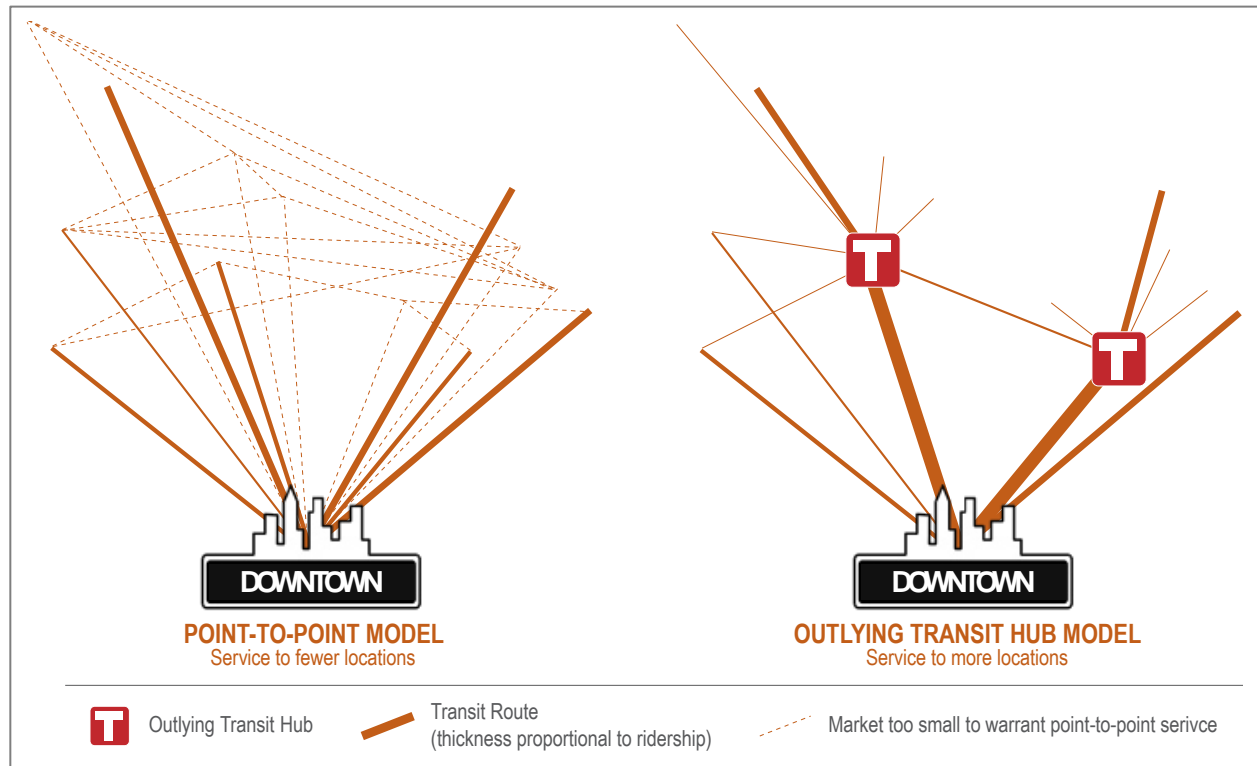 T
T
DOWNTOWN
DOWNTOWN
POINT-TO-POINT MODEL
Service to fewer locations
OUTLYING TRANSIT HUB MODEL
Service to more locations
T
Outlying Transit Hub
Transit Route
(thickness proportional to ridership)
Market too small to warrant point-to-point serivce